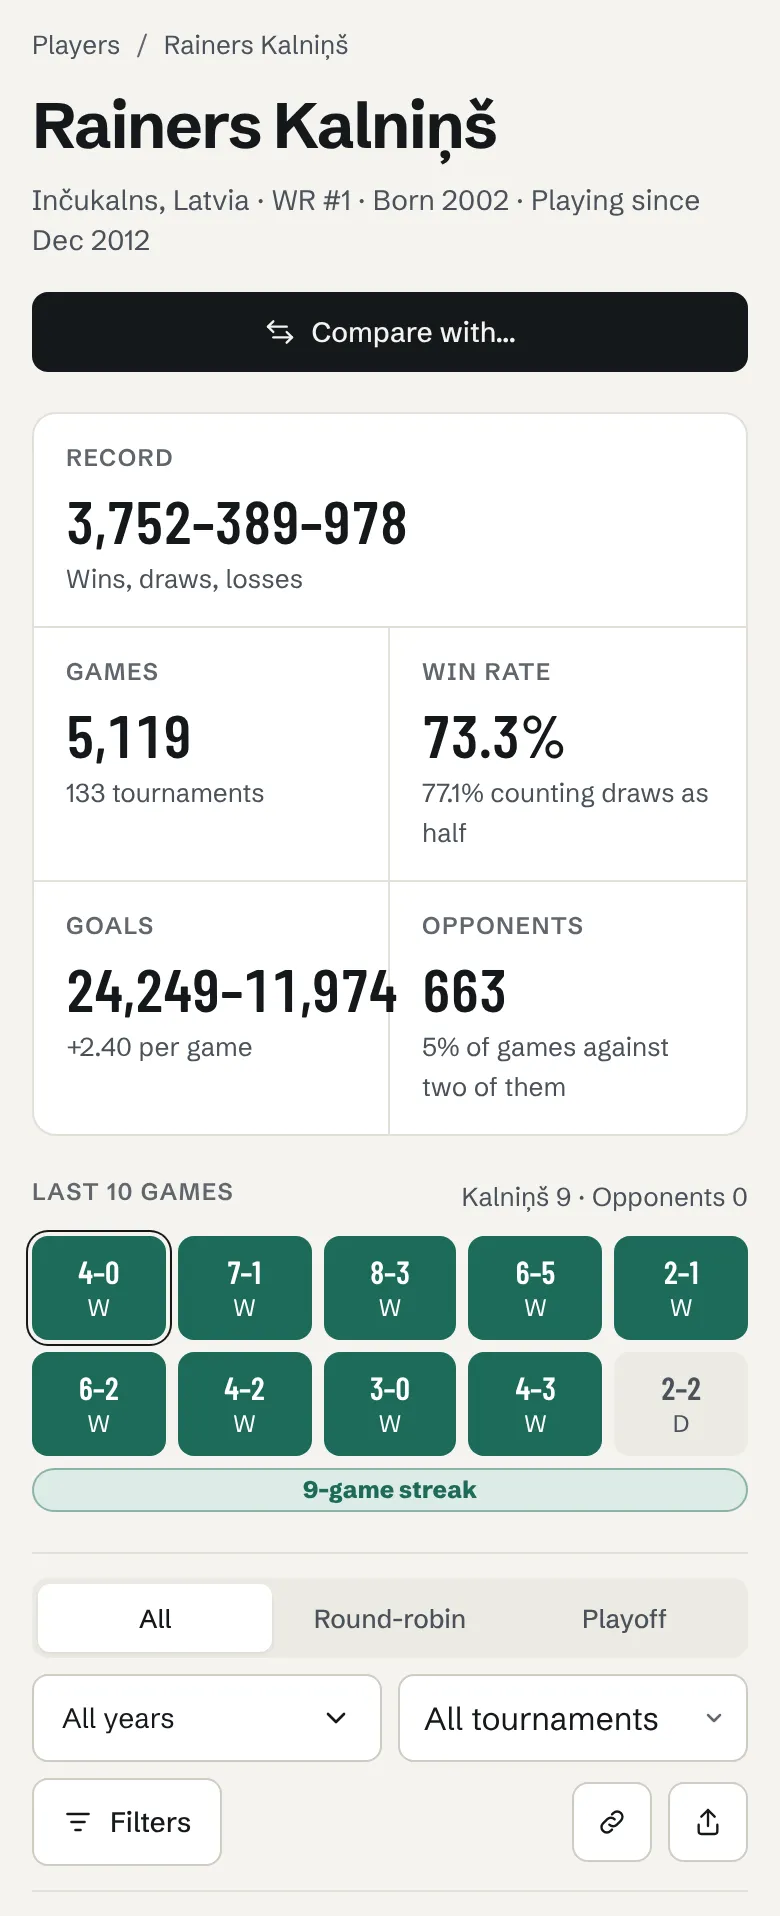 Players / Rainers Kalniņš
Rainers Kalniņš
Inčukalns, Latvia · WR #1 · Born 2002 · Playing since
Dec 2012
Compare with...
RECORD
3,752–389–978
Wins, draws, losses
GAMES
5,119
133 tournaments
WIN RATE
73.3%
77.1% counting draws as
half
GOALS
24,249–11,974
+2.40 per game
OPPONENTS
663
5% of games against
two of them
LAST 10 GAMES
Kalniņš 9 · Opponents 0
4–0 7–1 8–3 6–5 2–1
W W W W W
6–2 4–2 3–0 4–3 2–2
W W W W D
9-game streak
All Round-robin Playoff
All years All tournaments
Filters